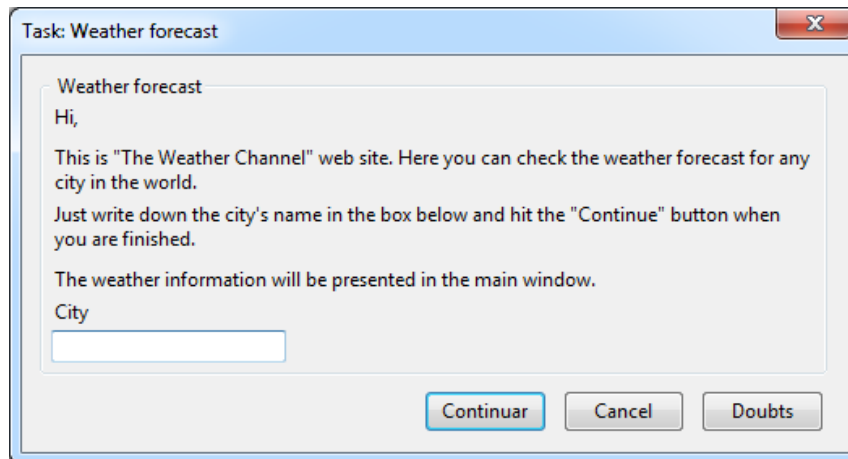 Task: Weather forecast
Weather forecast
Hi,
This is "The Weather Channel" web site. Here you can check the weather forecast for any
city in the world.
Just write down the city's name in the box below and hit the "Continue" button when
you are finished.
The weather information will be presented in the main window.
City
Continuar Cancel Doubts